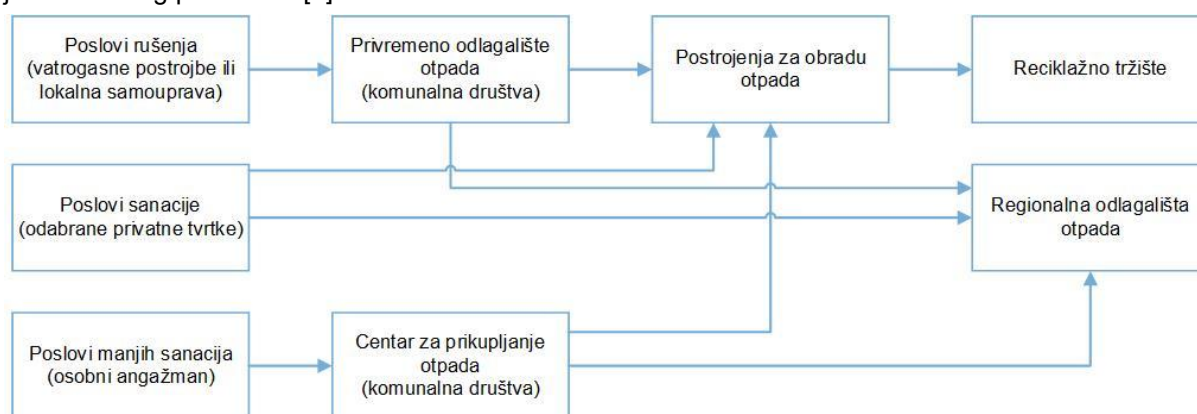 Poslovi rušenja
(vatrogasne postrojbe ili
lokalna samouprava)
Privremeno odlagalište
otpada
(komunalna društva)
Postrojenja za obradu
otpada
Reciklažno tržište
Poslovi sanacije
(odabrane privatne tvrtke)
Regionalna odlagališta
otpada
Poslovi manjih sanacija
(osobni angažman)
Centar za prikupljanje
otpada
(komunalna društva)